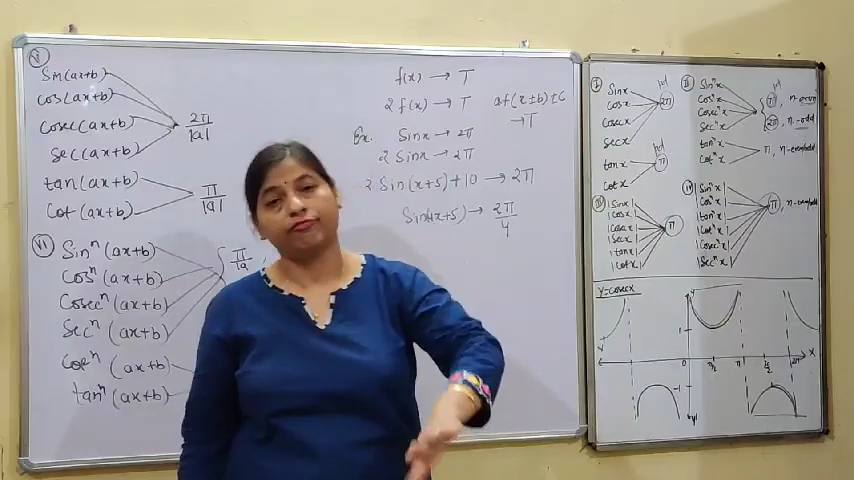 V
Sin(ax+b)
Cos(ax+b)
Cosec(ax+b)
Sec(ax+b)
2π/|a|
tan(ax+b)
Cot(ax+b)
π/|a|
VI
Sinⁿ(ax+b)
Cosⁿ(ax+b)
Cosecⁿ(ax+b)
Secⁿ(ax+b)
Cotⁿ(ax+b)
tanⁿ(ax+b)
f(x) → T
2f(x) → T
af(x±b)±c
→ T
Ex. Sinx → 2π
2 Sinx → 2π
2 Sin(x+5)+10 → 2π
Sin(4x+5) → 2π/4
I
Sinx
Cosx
Cosecx
Secx
2π
tanx
Cotx
π
II
Sinⁿx
Cosⁿx
Cosecⁿx
Secⁿx
π, n-even
2π, n-odd
tanⁿx
Cotⁿx
π, n-even/odd
III
|Sinx|
|Cosx|
|Cosecx|
|Secx|
|tanx|
|Cotx|
π
IV
|Sinⁿx|
|Cosⁿx|
|tanⁿx|
|Cotⁿx|
|Cosecⁿx|
|Secⁿx|
π, n-even/odd
y=cosecx
Y
1
0 π/2 π 2π X
-1
Y'